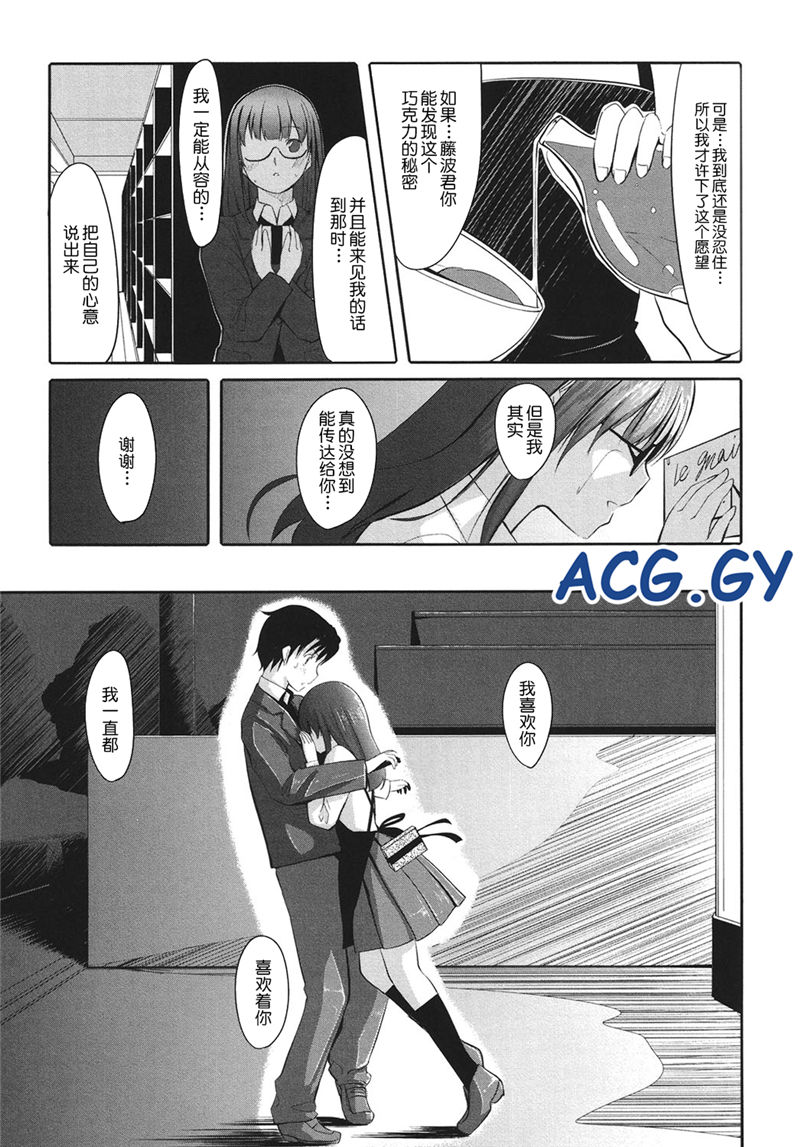 可是…我到底还是没忍住…
所以我才许下了这个愿望
如果…藤波君你
能发现这个
巧克力的秘密
并且能来见我的话
到那时…
我一定能从容的…
把自己的心意
说出来
但是我
其实
le gnai
真的没想到
能传达给你…
谢谢…
ACG.GY
我喜欢你
我一直都
喜欢着你